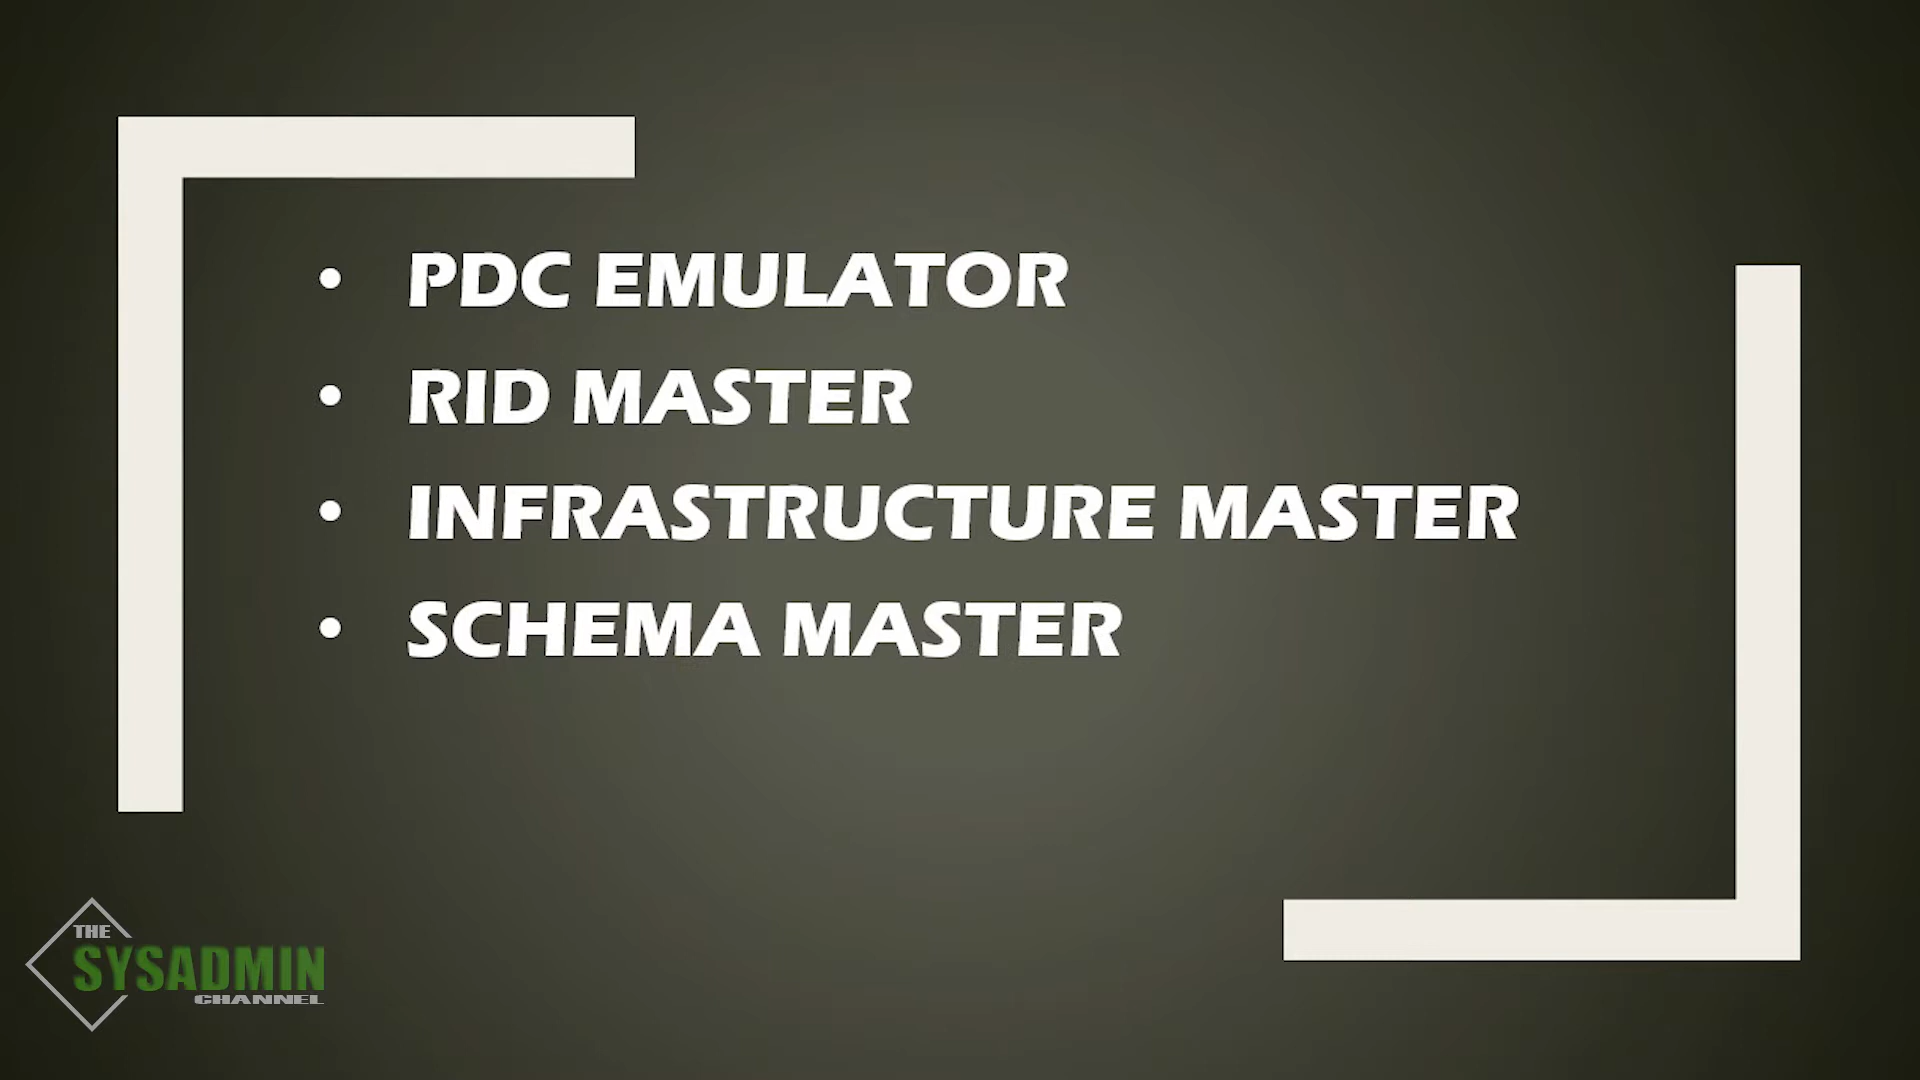 • PDC EMULATOR
• RID MASTER
• INFRASTRUCTURE MASTER
• SCHEMA MASTER
THE
SYSADMIN
CHANNEL